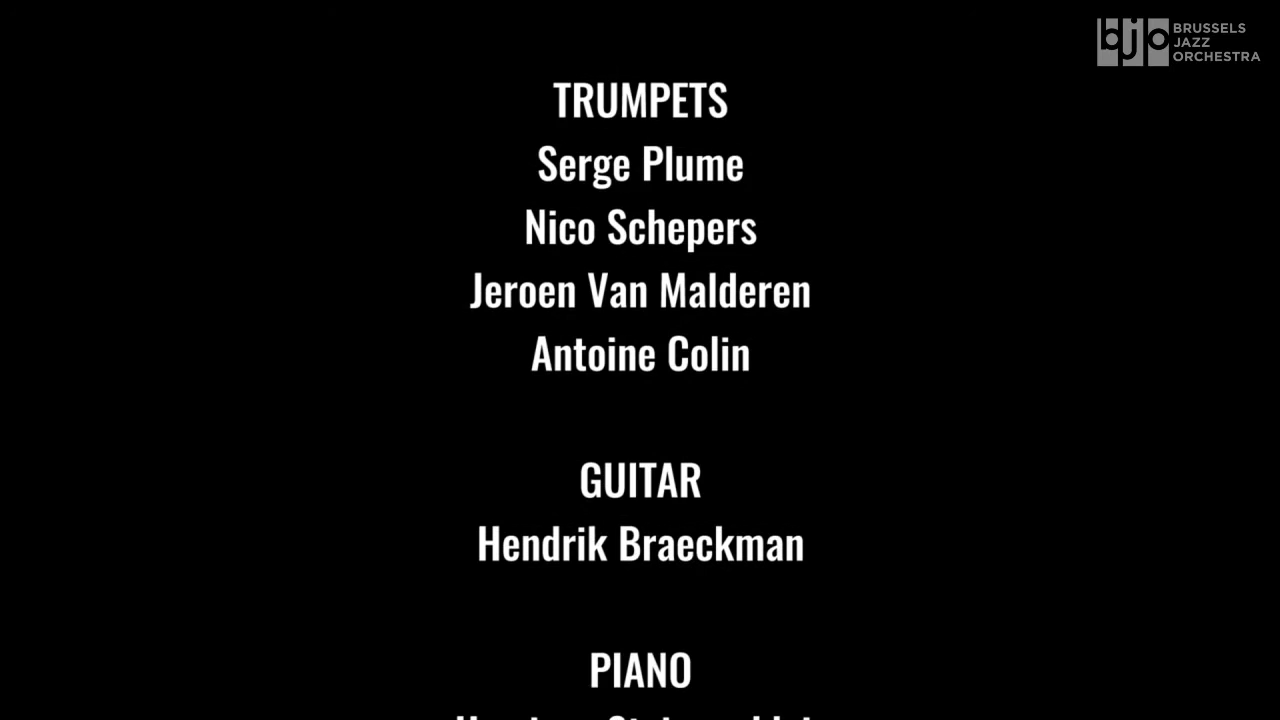 bjo
BRUSSELS
JAZZ
ORCHESTRA
TRUMPETS
Serge Plume
Nico Schepers
Jeroen Van Malderen
Antoine Colin
GUITAR
Hendrik Braeckman
PIANO